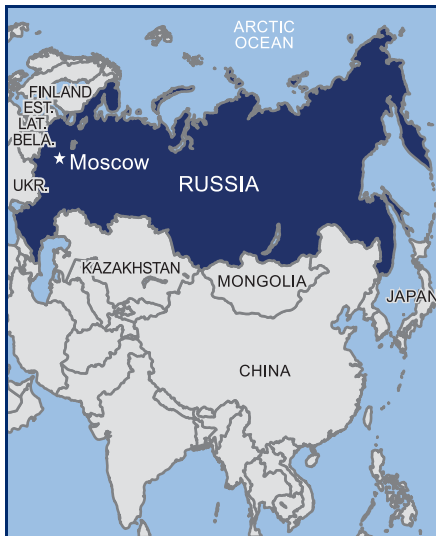 ARCTIC
OCEAN
FINLAND
EST.
LAT.
BELA.
Moscow
UKR.
RUSSIA
KAZAKHSTAN
MONGOLIA
JAPAN
CHINA